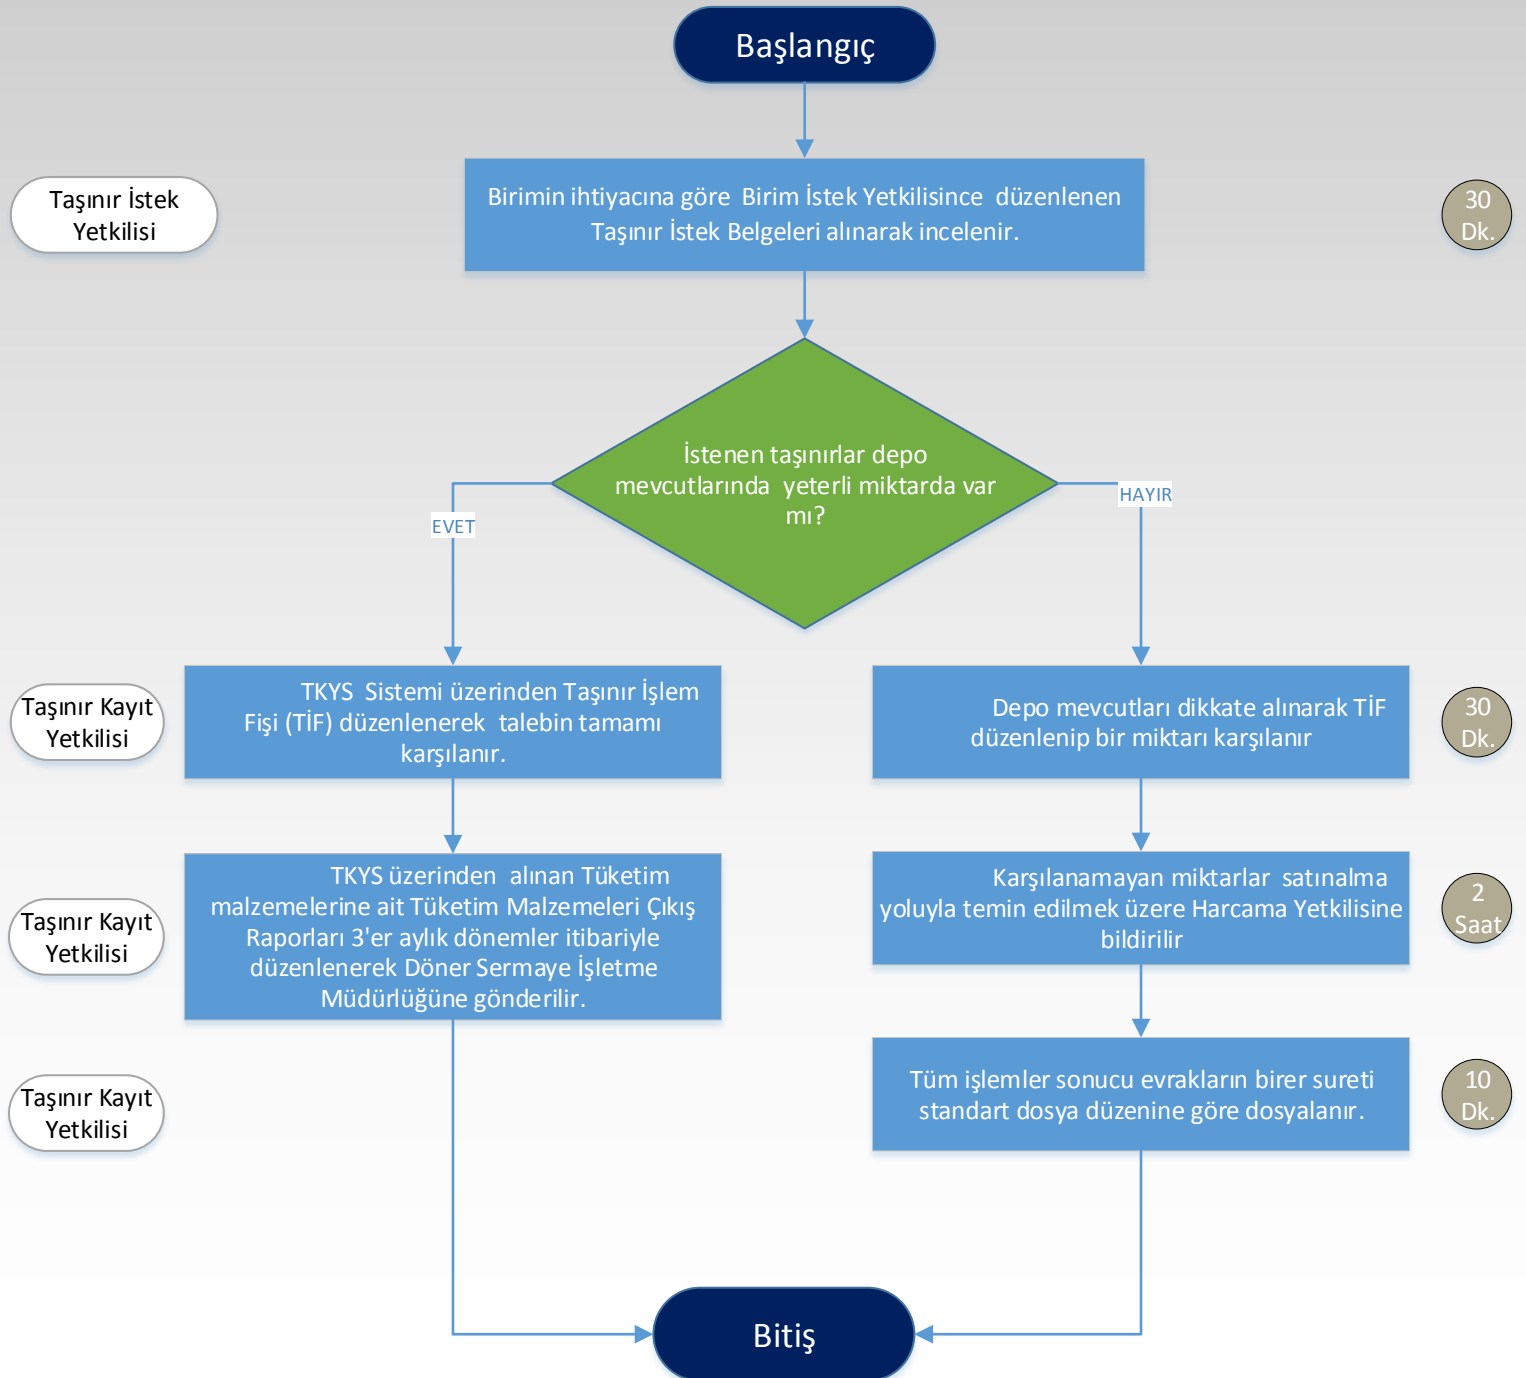 Başlangıç
Taşınır İstek
Yetkilisi
Birimin ihtiyacına göre Birim İstek Yetkilisince düzenlenen
Taşınır İstek Belgeleri alınarak incelenir.
30
Dk.
İstenen taşınırlar depo
mevcutlarında yeterli miktarda var
mı?
EVET
HAYIR
Taşınır Kayıt
Yetkilisi
TKYS Sistemi üzerinden Taşınır İşlem
Fişi (TİF) düzenlenerek talebin tamamı
karşılanır.
Depo mevcutları dikkate alınarak TİF
düzenlenip bir miktarı karşılanır
30
Dk.
Taşınır Kayıt
Yetkilisi
TKYS üzerinden alınan Tüketim
malzemelerine ait Tüketim Malzemeleri Çıkış
Raporları 3'er aylık dönemler itibariyle
düzenlenerek Döner Sermaye İşletme
Müdürlüğüne gönderilir.
Karşılanamayan miktarlar satınalma
yoluyla temin edilmek üzere Harcama Yetkilisine
bildirilir
2
Saat
Taşınır Kayıt
Yetkilisi
Tüm işlemler sonucu evrakların birer sureti
standart dosya düzenine göre dosyalanır.
10
Dk.
Bitiş